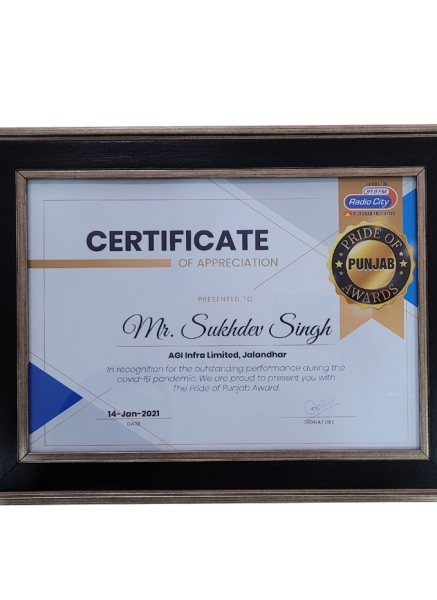 91.9 FM
Radio City
A JAGRAN INITIATIVE
PRIDE OF
PUNJAB
AWARDS
CERTIFICATE
OF APPRECIATION
PRESENTED TO
Mr. Sukhdev Singh
AGI Infra Limited, Jalandhar
In recognition for the outstanding performance during the
covid-19 pandemic. We are proud to present you with
The Pride of Punjab Award.
14-Jan-2021
DATE
SIGNATURE